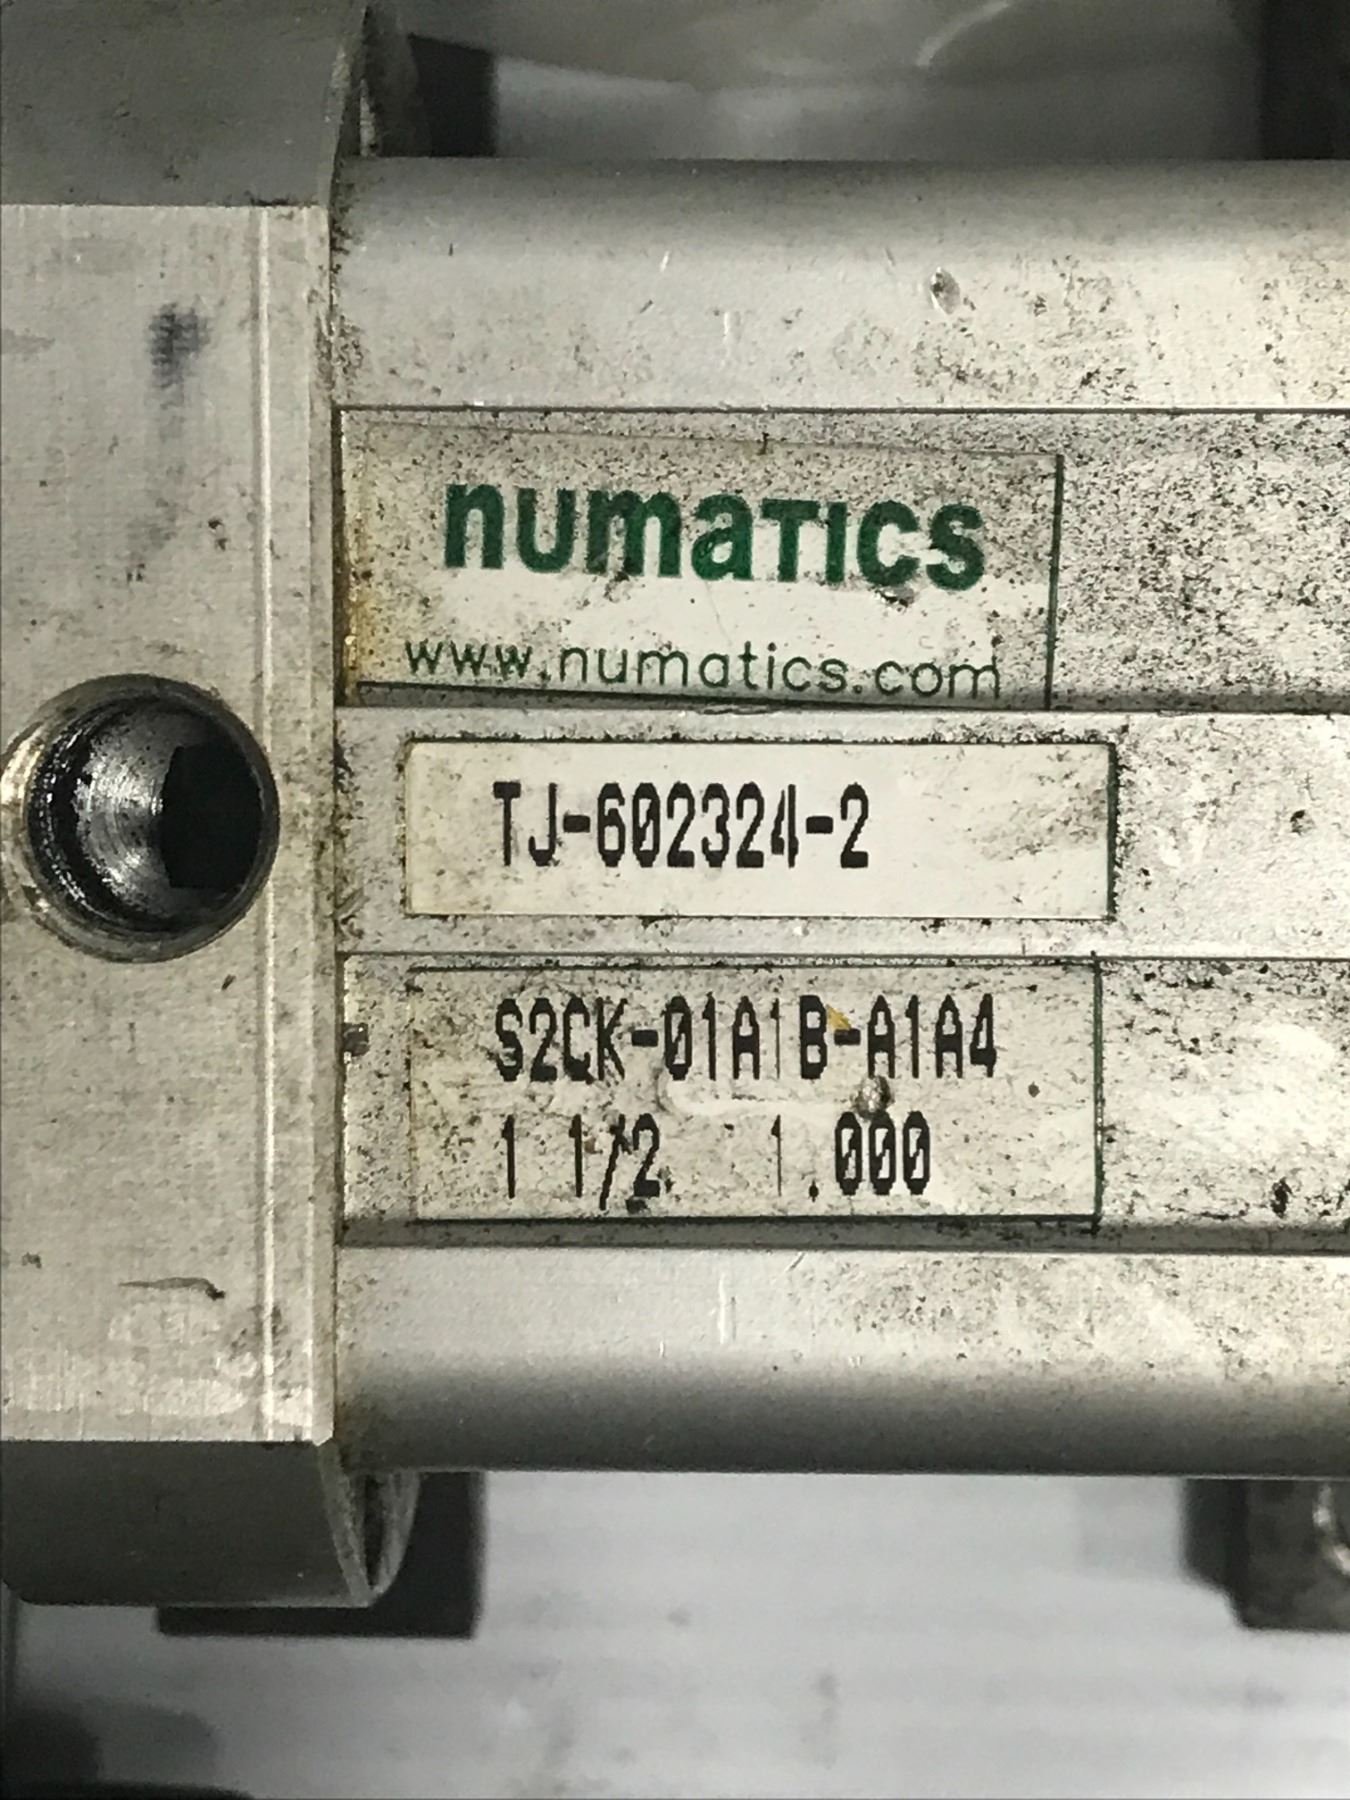 numatics
www.numatics.com
TJ-602324-2
S2CK-01A1B-A1A4
1 1/2 1.000